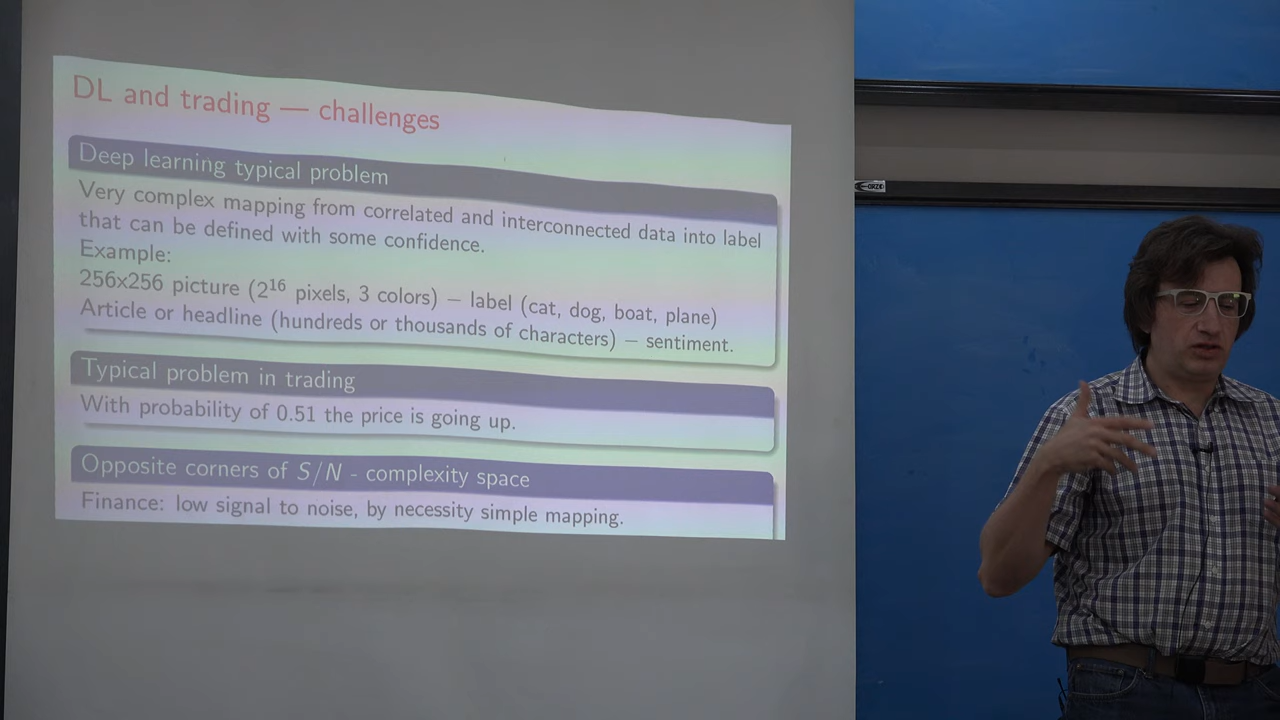 DL and trading — challenges
Deep learning typical problem
Very complex mapping from correlated and interconnected data into label
that can be defined with some confidence.
Example:
256x256 picture (2^16 pixels, 3 colors) – label (cat, dog, boat, plane)
Article or headline (hundreds or thousands of characters) – sentiment.
Typical problem in trading
With probability of 0.51 the price is going up.
Opposite corners of S/N - complexity space
Finance: low signal to noise, by necessity simple mapping.